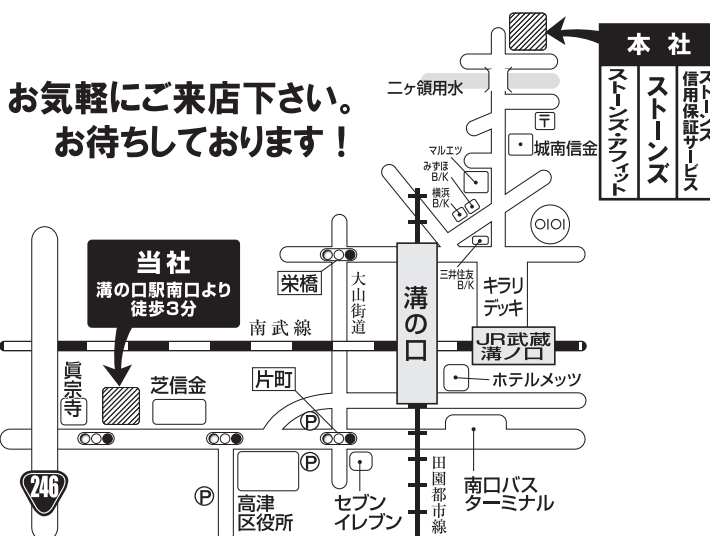 お気軽にご来店下さい。
お待ちしております！
本社
ストーンズ・アフィット
ストーンズ
ストーンズ
信用保証サービス
二ヶ領用水
〒
城南信金
マルエツ
みずほ
B/K
横浜
B/K
OIOI
三井住友
B/K
キラリ
デッキ
当社
溝の口駅南口より
徒歩3分
栄橋
大山街道
溝の口
南武線
JR武蔵
溝ノ口
眞宗寺
芝信金
片町
ホテルメッツ
P
P
P
246
高津
区役所
セブン
イレブン
田園都市線
南口バス
ターミナル